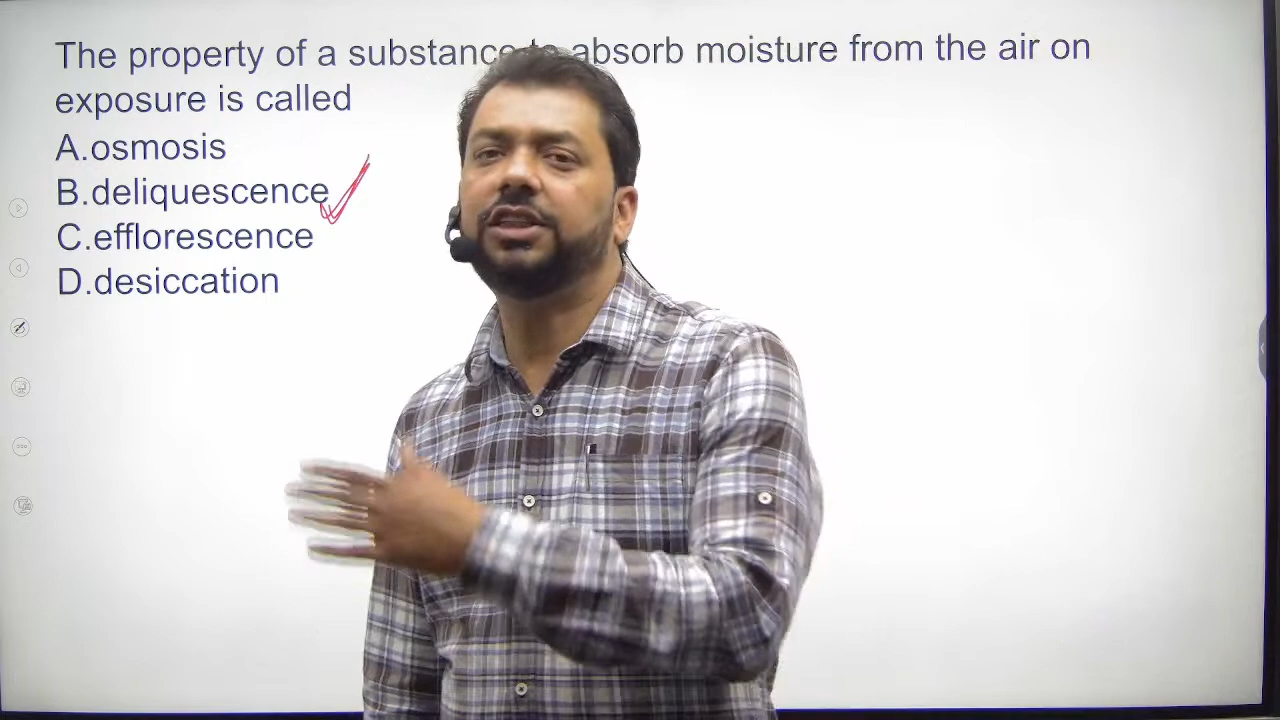 The property of a substance to absorb moisture from the air on
exposure is called
A.osmosis
B.deliquescence
C.efflorescence
D.desiccation